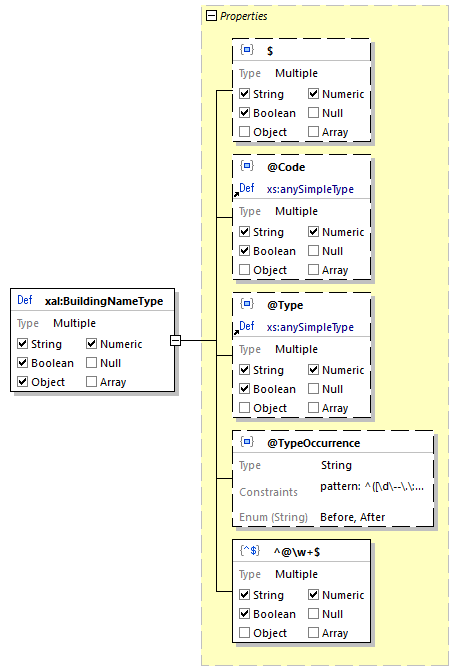 Properties
$
Type Multiple
String Numeric
Boolean Null
Object Array
@Code
Def xs:anySimpleType
Type Multiple
String Numeric
Boolean Null
Object Array
Def xal:BuildingNameType
Type Multiple
String Numeric
Boolean Null
Object Array
@Type
Def xs:anySimpleType
Type Multiple
String Numeric
Boolean Null
Object Array
@TypeOccurrence
Type String
Constraints pattern: ^([\d\--\.\;...
Enum (String) Before, After
{^$} ^@\w+$
Type Multiple
String Numeric
Boolean Null
Object Array